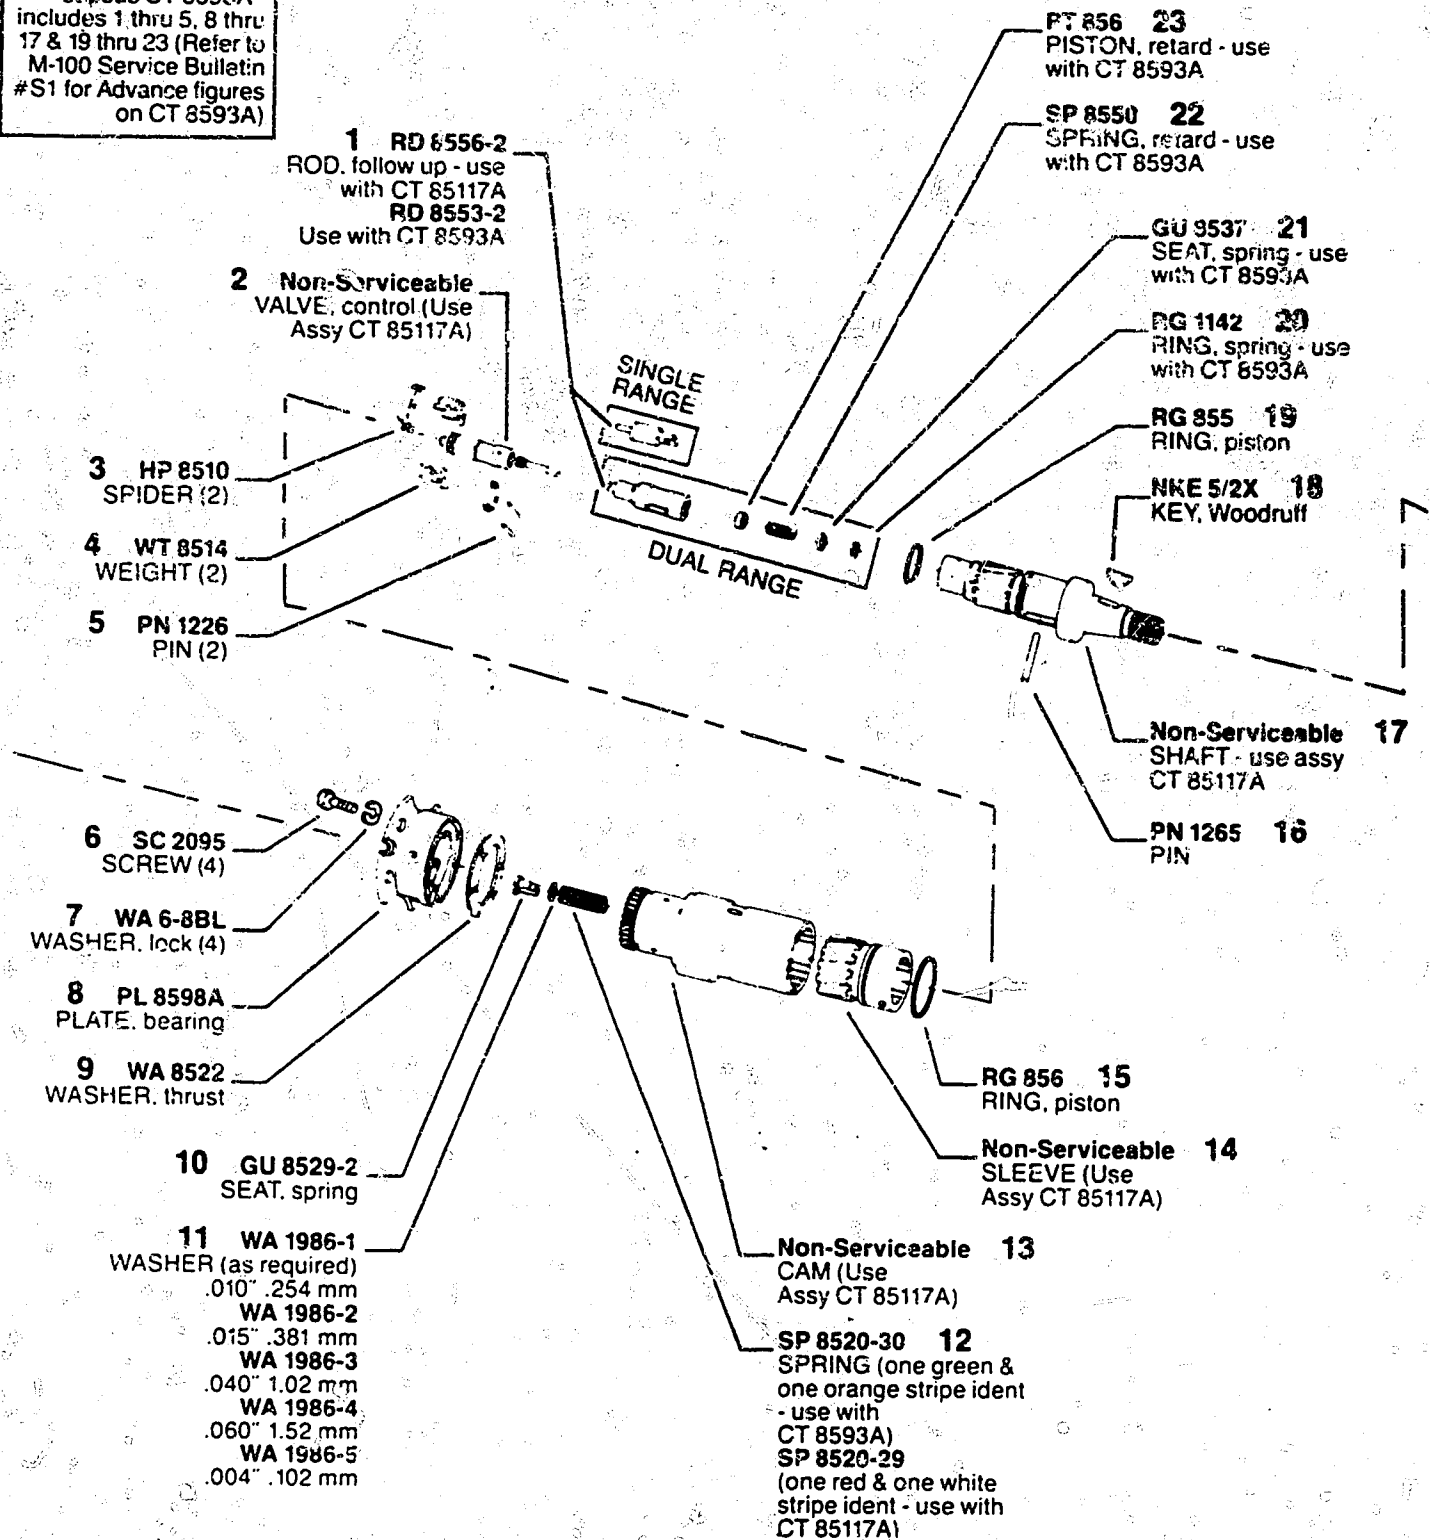 includes 1 thru 5, 8 thru
17 & 19 thru 23 (Refer to
M-100 Service Bulletin
#S1 for Advance figures
on CT 8593A)
1 RD 8556-2
ROD, follow up - use
with CT 85117A
RD 8553-2
Use with CT 8593A
2 Non-Serviceable
VALVE, control (Use
Assy CT 85117A)
3 HP 8510
SPIDER (2)
4 WT 8514
WEIGHT (2)
5 PN 1226
PIN (2)
SINGLE
RANGE
DUAL RANGE
PT 856 23
PISTON, retard - use
with CT 8593A
SP 8550 22
SPRING, retard - use
with CT 8593A
GU 8537 21
SEAT, spring - use
with CT 8593A
RG 1142 20
RING, spring - use
with CT 8593A
RG 855 19
RING, piston
NKE 5/2X 18
KEY, Woodruff
Non-Serviceable 17
SHAFT - use assy
CT 85117A
PN 1265 16
PIN
6 SC 2095
SCREW (4)
7 WA 6-8BL
WASHER, lock (4)
8 PL 8598A
PLATE, bearing
9 WA 8522
WASHER, thrust
10 GU 8529-2
SEAT, spring
11 WA 1986-1
WASHER (as required)
.010" .254 mm
WA 1986-2
.015" .381 mm
WA 1986-3
.040" 1.02 mm
WA 1986-4
.060" 1.52 mm
WA 1986-5
.004" .102 mm
RG 856 15
RING, piston
Non-Serviceable 14
SLEEVE (Use
Assy CT 85117A)
Non-Serviceable 13
CAM (Use
Assy CT 85117A)
SP 8520-30 12
SPRING (one green &
one orange stripe ident
- use with
CT 8593A)
SP 8520-29
(one red & one white
stripe ident - use with
CT 85117A)